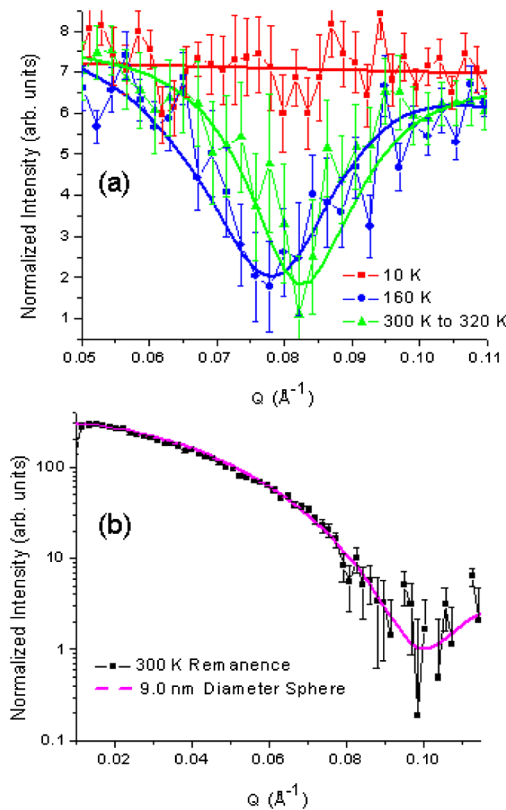 8
7
6
5
4
3
2
1
Normalized Intensity (arb. units)
(a)
10 K
160 K
300 K to 320 K
0.05 0.06 0.07 0.08 0.09 0.10 0.11
Q (Å⁻¹)
100
10
1
0.1
Normalized Intensity (arb. units)
(b)
300 K Remanence
9.0 nm Diameter Sphere
0.02 0.04 0.06 0.08 0.10
Q (Å⁻¹)